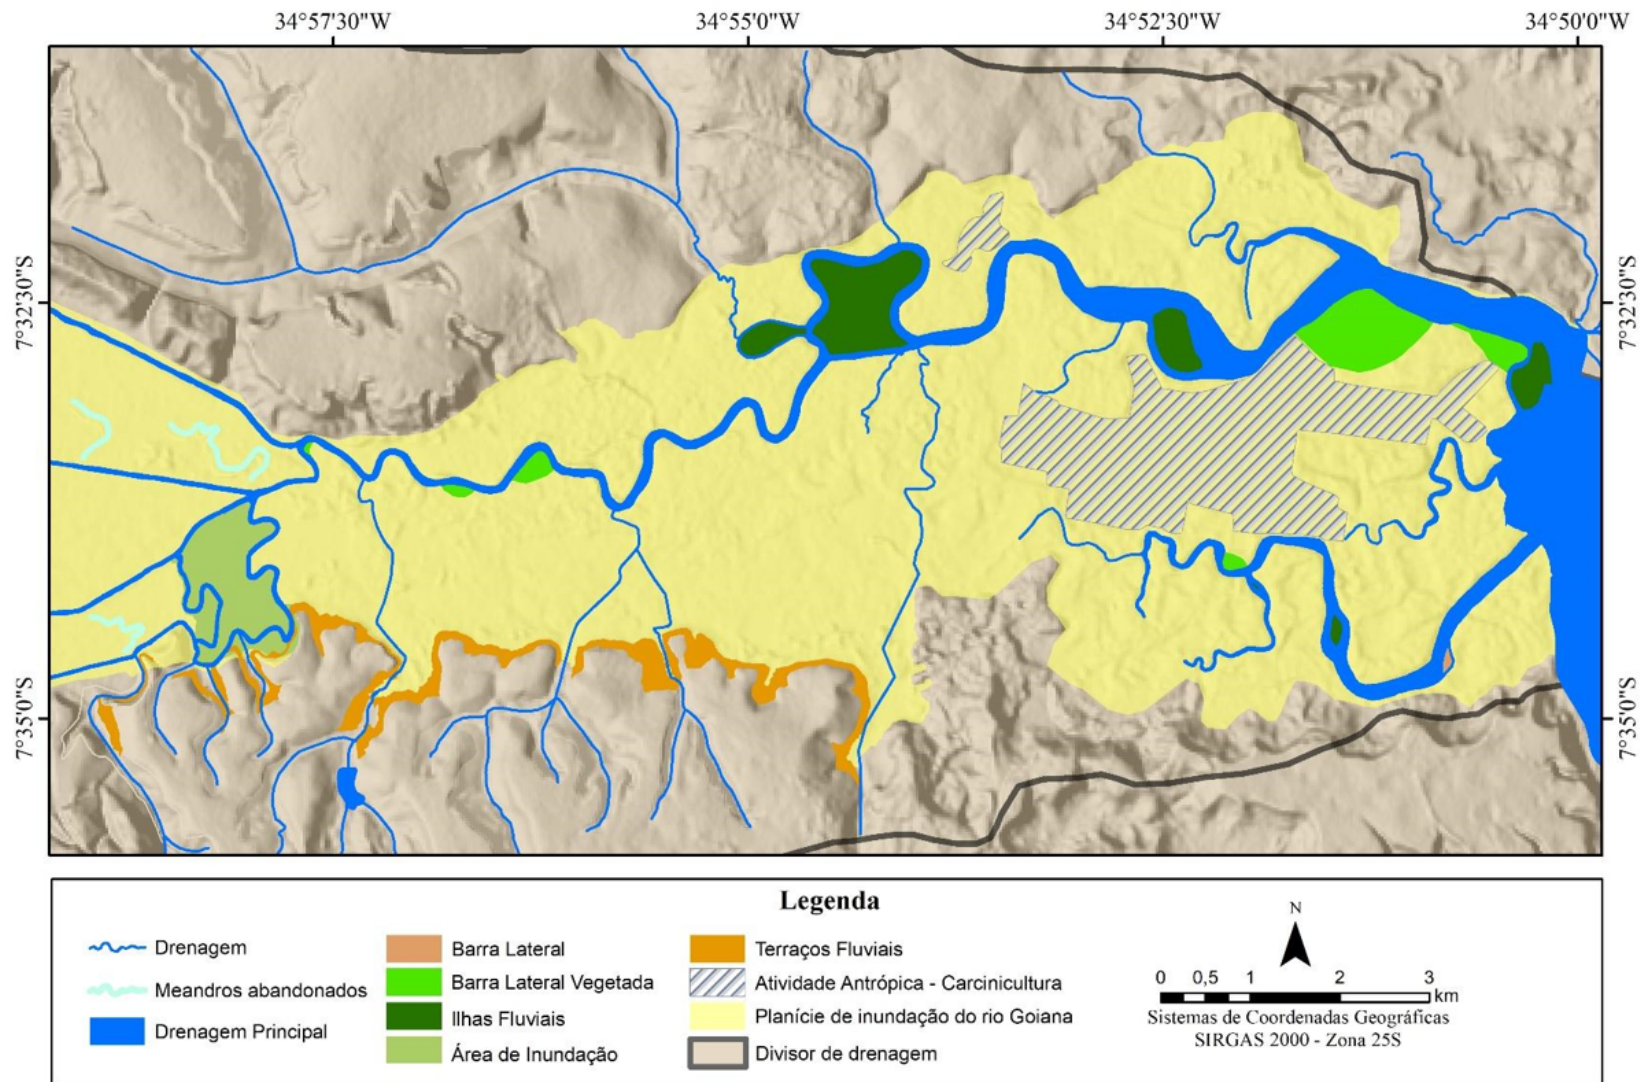 34°57'30"W 34°55'0"W 34°52'30"W 34°50'0"W
7°32'30"S 7°32'30"S
7°35'0"S 7°35'0"S
Legenda
Drenagem
Meandros abandonados
Drenagem Principal
Barra Lateral
Barra Lateral Vegetada
Ilhas Fluviais
Área de Inundação
Terraços Fluviais
Atividade Antrópica - Carcinicultura
Planície de inundação do rio Goiana
Divisor de drenagem
N
0 0,5 1 2 3
km
Sistemas de Coordenadas Geográficas
SIRGAS 2000 - Zona 25S